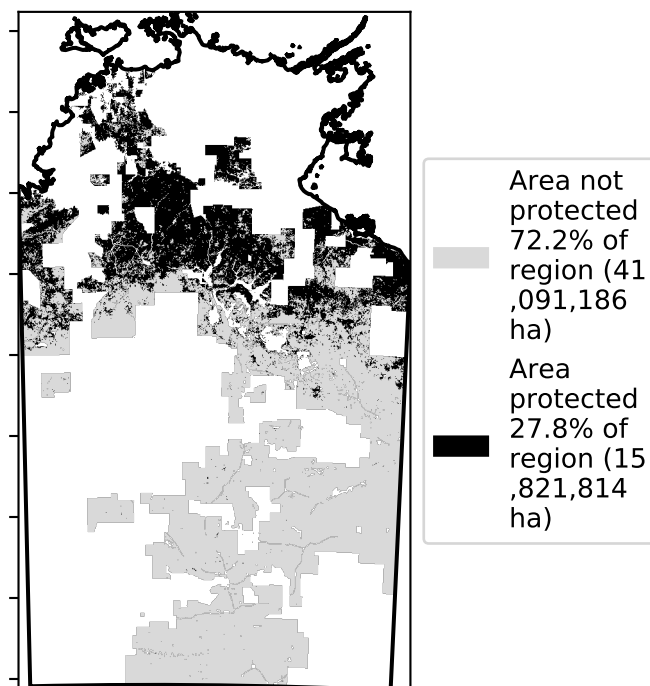 Area not
protected
72.2% of
region (41
,091,186
ha)
Area
protected
27.8% of
region (15
,821,814
ha)